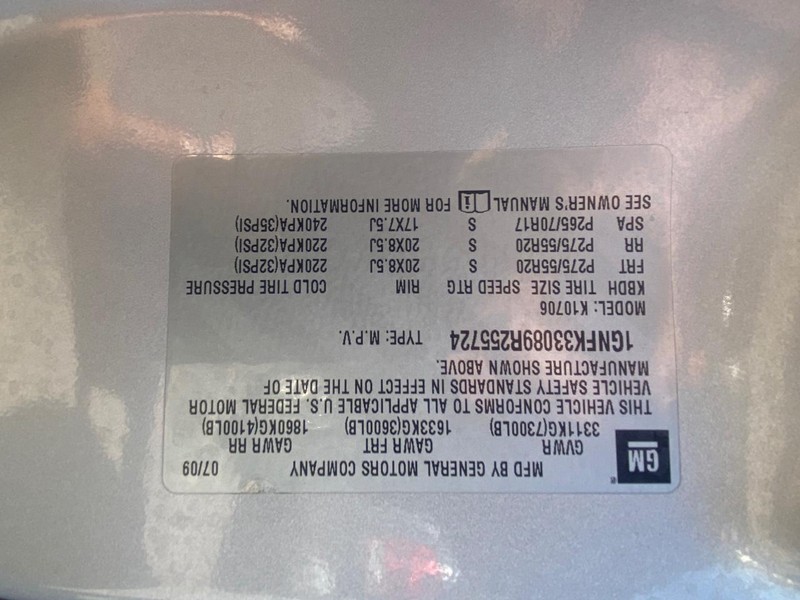 GM
MFD BY GENERAL MOTORS COMPANY 07/09
GVWR GAWR FRT GAWR RR
3311KG(7300LB) 1633KG(3600LB) 1860KG(4100LB)
THIS VEHICLE CONFORMS TO ALL APPLICABLE U.S. FEDERAL MOTOR
VEHICLE SAFETY STANDARDS IN EFFECT ON THE DATE OF
MANUFACTURE SHOWN ABOVE.
1GNFK33089R255724 TYPE: M.P.V.
MODEL: K10706
KBDH TIRE SIZE SPEED RTG RIM COLD TIRE PRESSURE
FRT P275/55R20 S 20X8.5J 220KPA(32PSI)
RR P275/55R20 S 20X8.5J 220KPA(32PSI)
SPA P265/70R17 S 17X7.5J 240KPA(35PSI)
SEE OWNER'S MANUAL i FOR MORE INFORMATION.